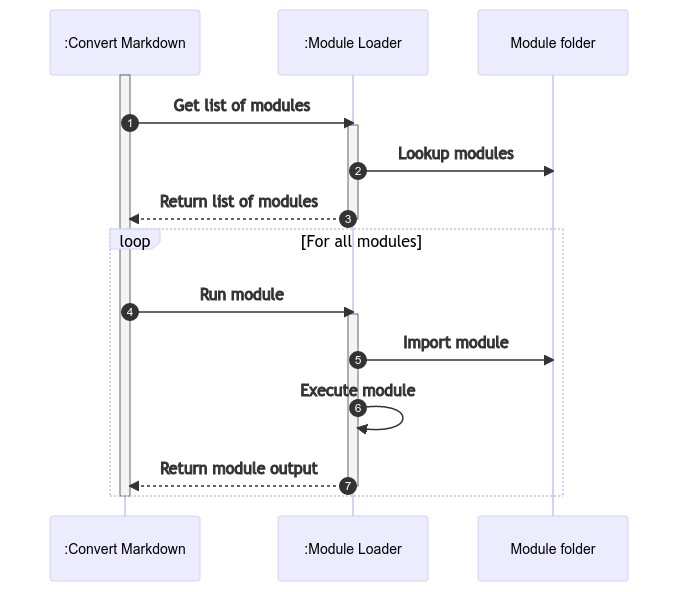 :Convert Markdown
:Module Loader
Module folder
Get list of modules
1
Lookup modules
2
Return list of modules
3
loop
[For all modules]
Run module
4
Import module
5
Execute module
6
Return module output
7
:Convert Markdown
:Module Loader
Module folder